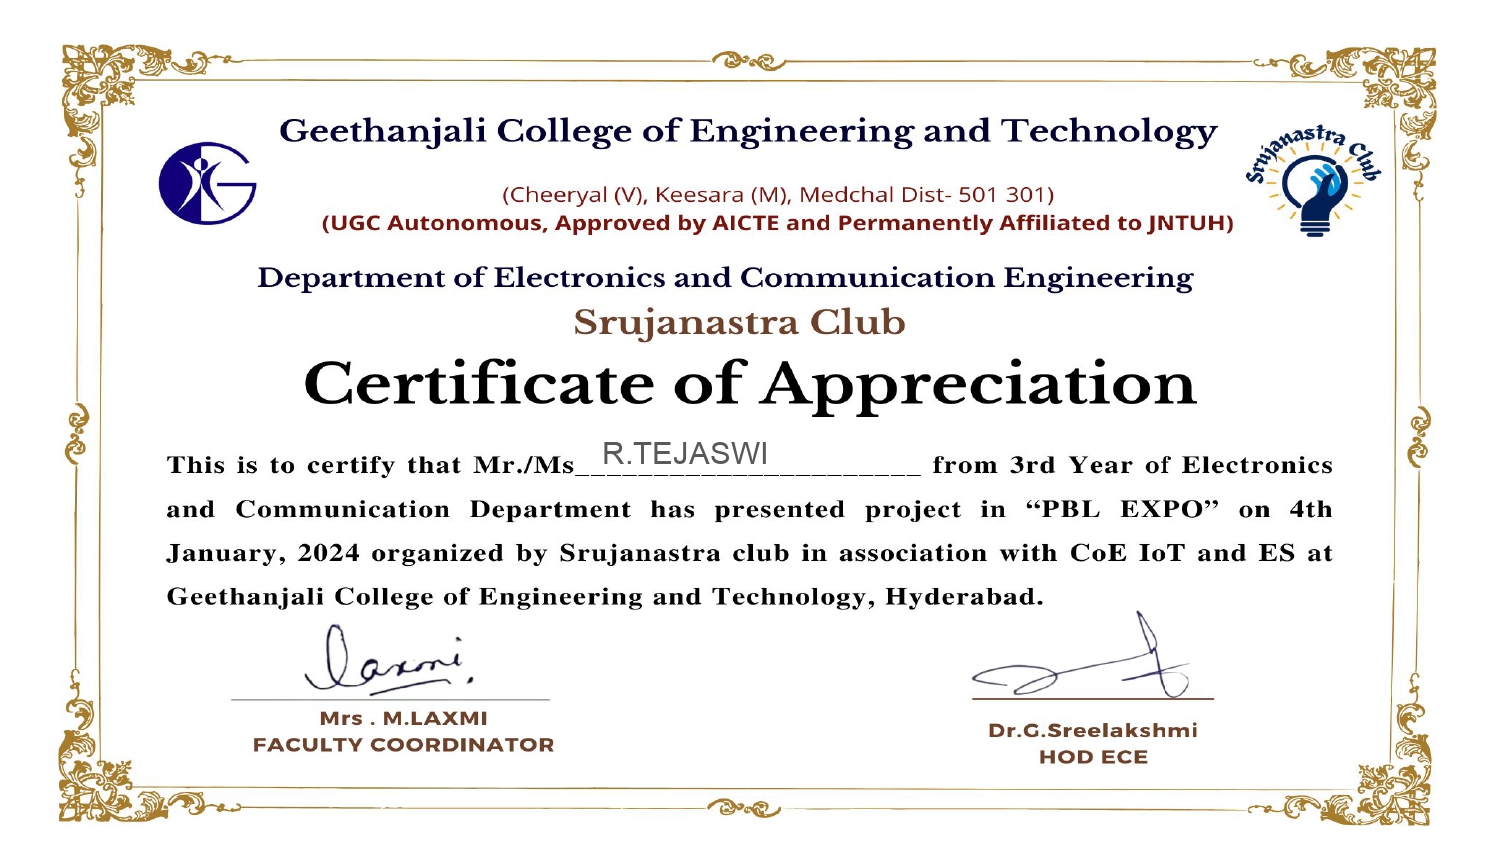 Geethanjali College of Engineering and Technology
Srujanastra Club
(Cheeryal (V), Keesara (M), Medchal Dist- 501 301)
(UGC Autonomous, Approved by AICTE and Permanently Affiliated to JNTUH)
Department of Electronics and Communication Engineering
Srujanastra Club
Certificate of Appreciation
This is to certify that Mr./Ms R.TEJASWI from 3rd Year of Electronics
and Communication Department has presented project in “PBL EXPO” on 4th
January, 2024 organized by Srujanastra club in association with CoE IoT and ES at
Geethanjali College of Engineering and Technology, Hyderabad.
Laxmi
Mrs . M.LAXMI
FACULTY COORDINATOR
Dr.G.Sreelakshmi
HOD ECE